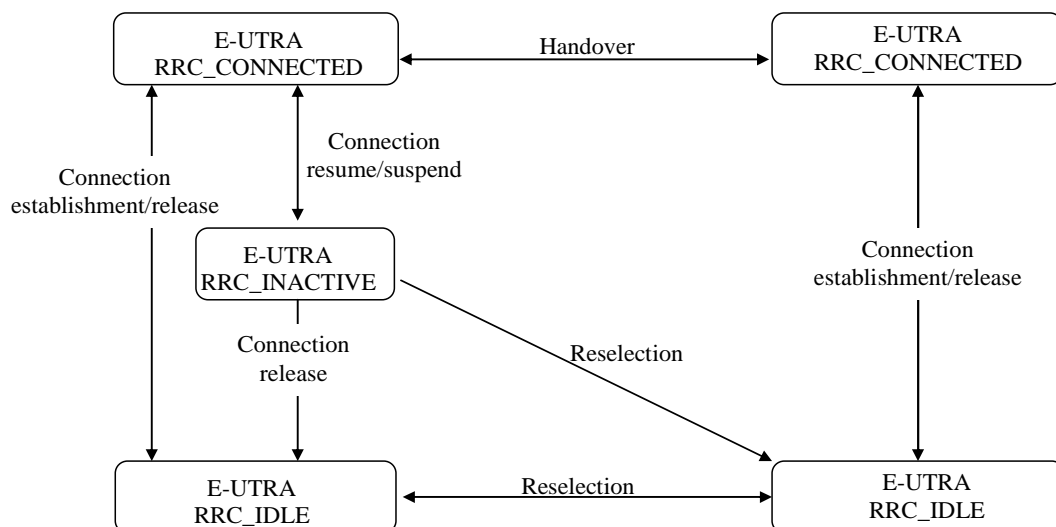 E-UTRA
RRC_CONNECTED
Handover
E-UTRA
RRC_CONNECTED
Connection
resume/suspend
Connection
establishment/release
E-UTRA
RRC_INACTIVE
Connection
establishment/release
Connection
release
Reselection
E-UTRA
RRC_IDLE
Reselection
E-UTRA
RRC_IDLE